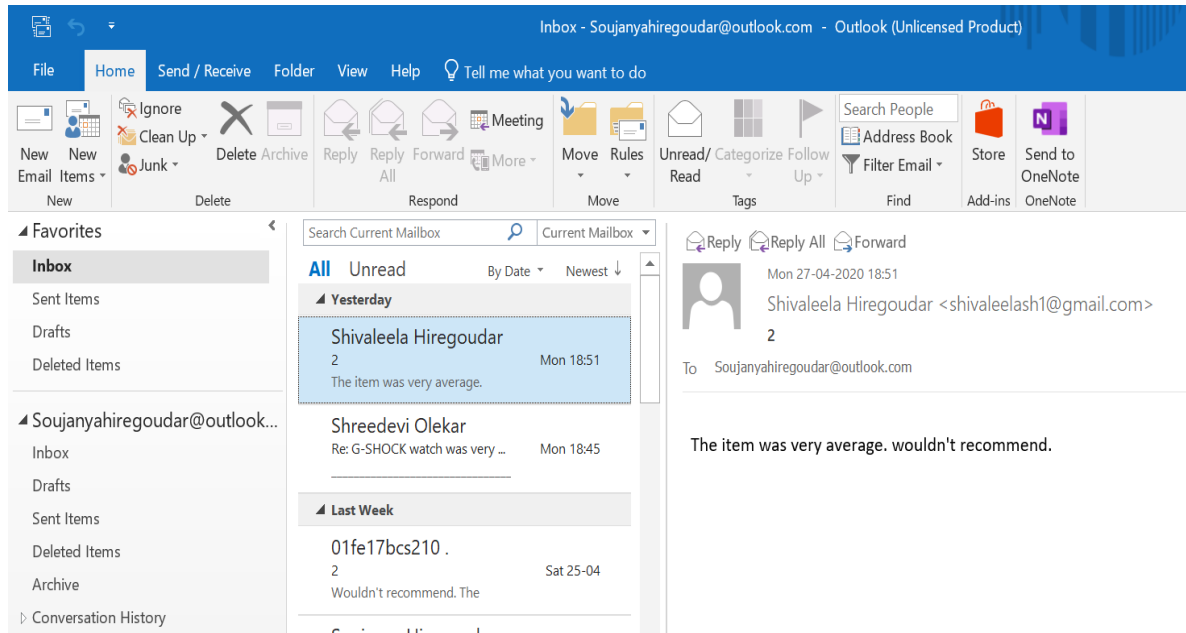 Inbox - Soujanyahiregoudar@outlook.com - Outlook (Unlicensed Product)
File Home Send / Receive Folder View Help Tell me what you want to do
New Email
New Items
New
Ignore
Clean Up
Junk
Delete
Archive
Delete
Reply
Reply All
Forward
Meeting
More
Respond
Move
Rules
Move
Unread/ Read
Categorize
Follow Up
Tags
Search People
Address Book
Filter Email
Find
Store
Add-ins
Send to OneNote
OneNote
Favorites
Inbox
Sent Items
Drafts
Deleted Items
Soujanyahiregoudar@outlook...
Inbox
Drafts
Sent Items
Deleted Items
Archive
Conversation History
Search Current Mailbox Current Mailbox
All Unread By Date Newest ↓
Yesterday
Shivaleela Hiregoudar
2 Mon 18:51
The item was very average.
Shreedevi Olekar
Re: G-SHOCK watch was very ... Mon 18:45
Last Week
01fe17bcs210 .
2 Sat 25-04
Wouldn't recommend. The
Reply Reply All Forward
Mon 27-04-2020 18:51
Shivaleela Hiregoudar <shivaleelash1@gmail.com>
2
To Soujanyahiregoudar@outlook.com
The item was very average. wouldn't recommend.